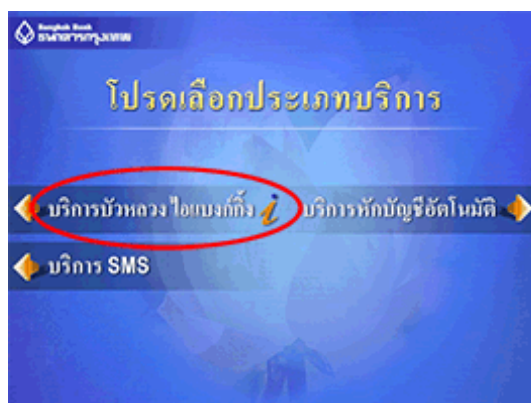 Bangkok Bank
ธนาคารกรุงเทพ
โปรดเลือกประเภทบริการ
บริการบัวหลวง ไอแบงก์กิ้ง i
บริการหักบัญชีอัตโนมัติ
บริการ SMS